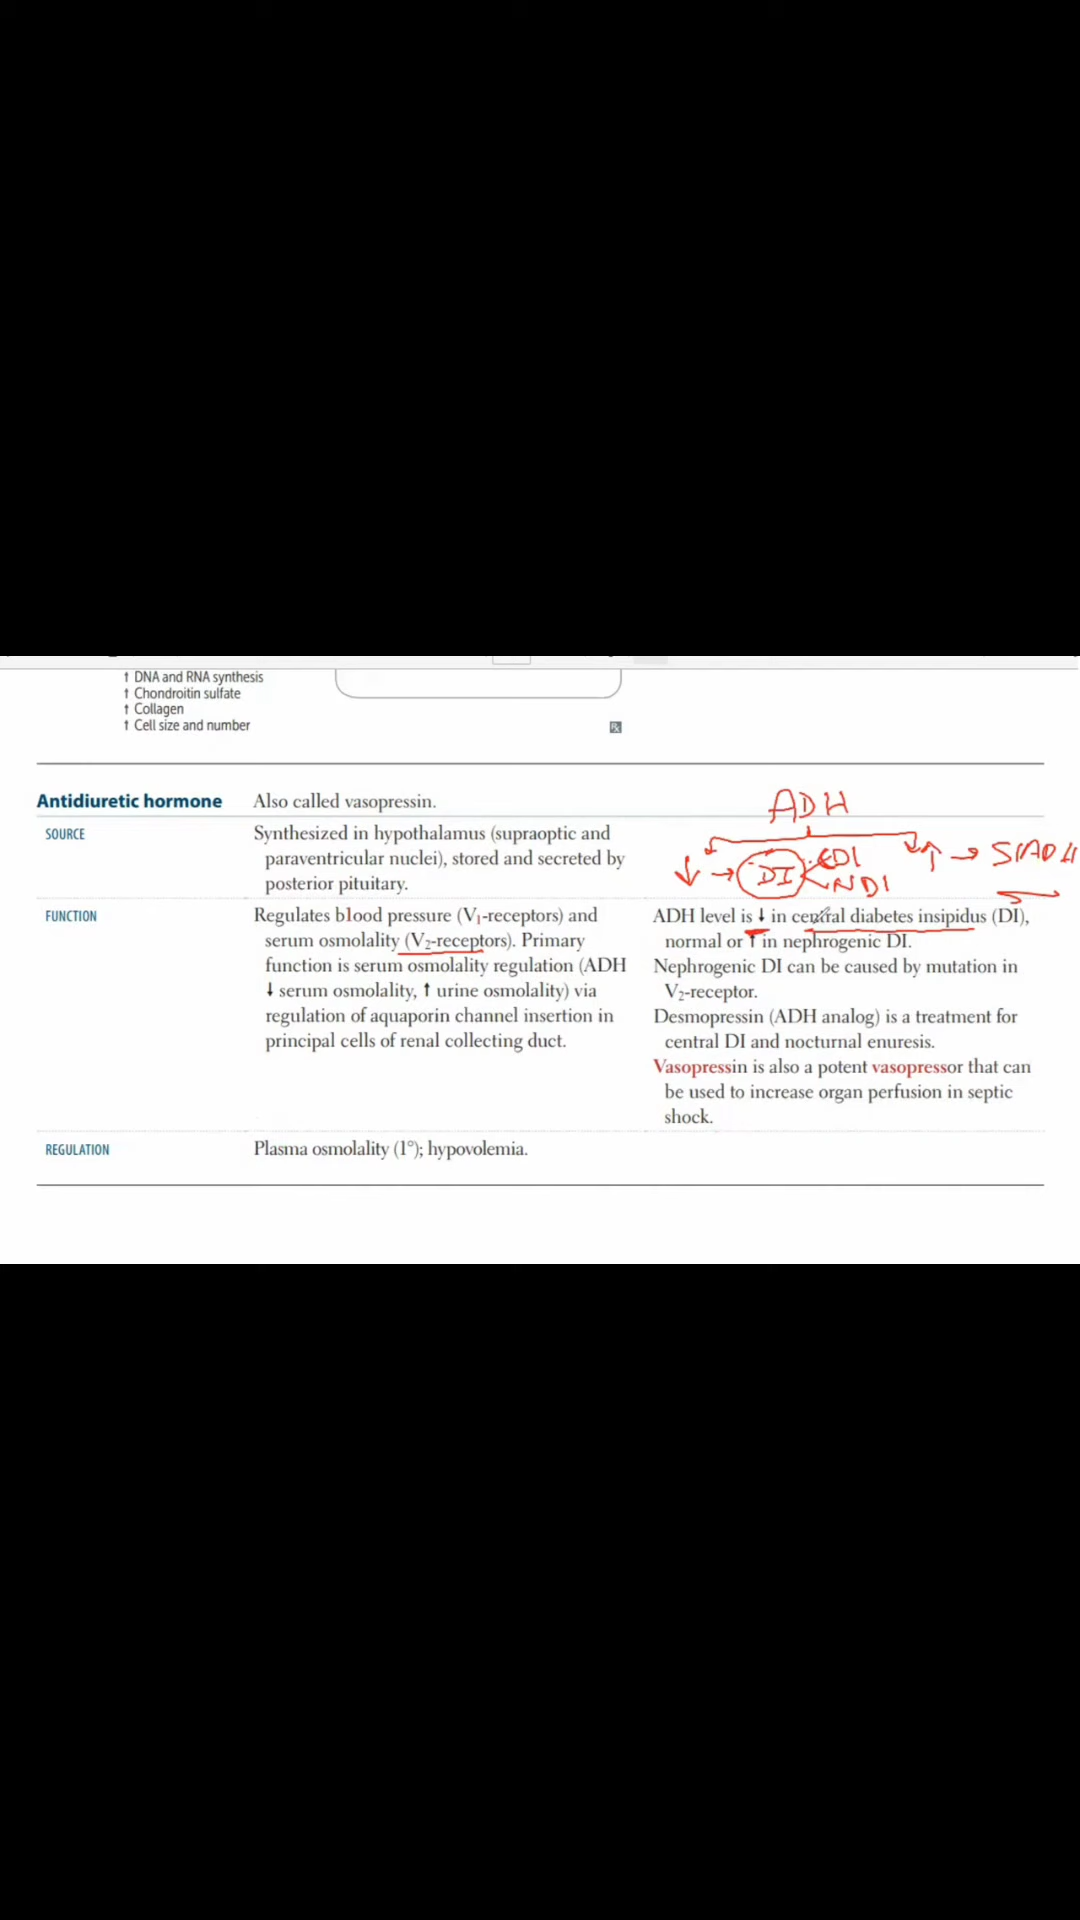 ↑ DNA and RNA synthesis
↑ Chondroitin sulfate
↑ Collagen
↑ Cell size and number
Rx
Antidiuretic hormone
Also called vasopressin.
SOURCE
Synthesized in hypothalamus (supraoptic and
paraventricular nuclei), stored and secreted by
posterior pituitary.
ADH
↓ → DI
CDI
NDI
↑ → SIADH
FUNCTION
Regulates blood pressure (V1-receptors) and
serum osmolality (V2-receptors). Primary
function is serum osmolality regulation (ADH
↓ serum osmolality, ↑ urine osmolality) via
regulation of aquaporin channel insertion in
principal cells of renal collecting duct.
ADH level is ↓ in central diabetes insipidus (DI),
normal or ↑ in nephrogenic DI.
Nephrogenic DI can be caused by mutation in
V2-receptor.
Desmopressin (ADH analog) is a treatment for
central DI and nocturnal enuresis.
Vasopressin is also a potent vasopressor that can
be used to increase organ perfusion in septic
shock.
REGULATION
Plasma osmolality (1°); hypovolemia.